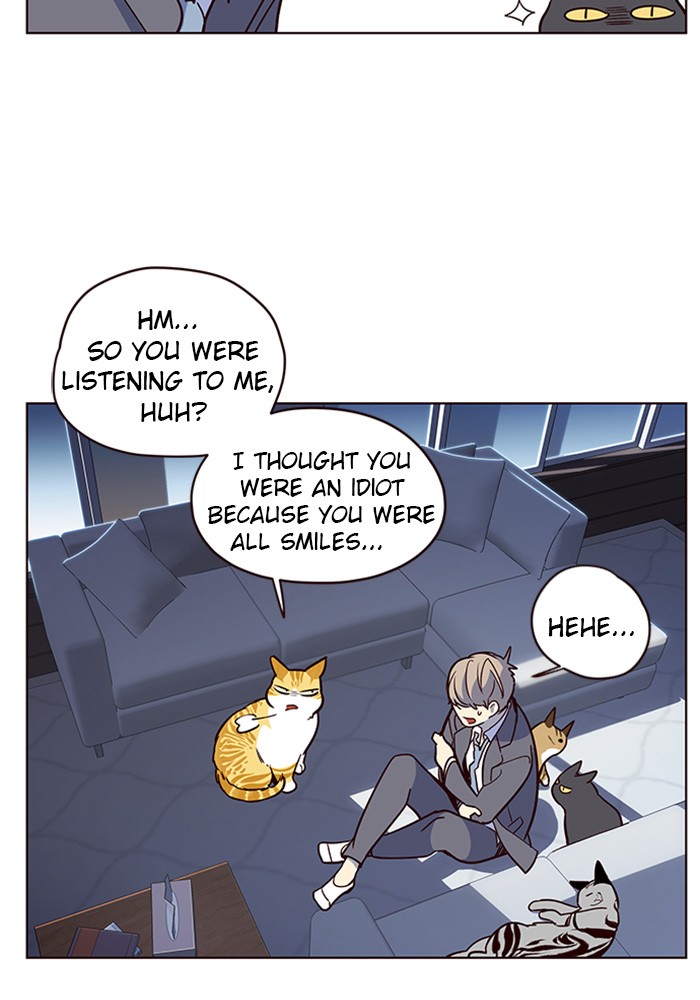 HM...
SO YOU WERE
LISTENING TO ME,
HUH?
I THOUGHT YOU
WERE AN IDIOT
BECAUSE YOU WERE
ALL SMILES...
HEHE...